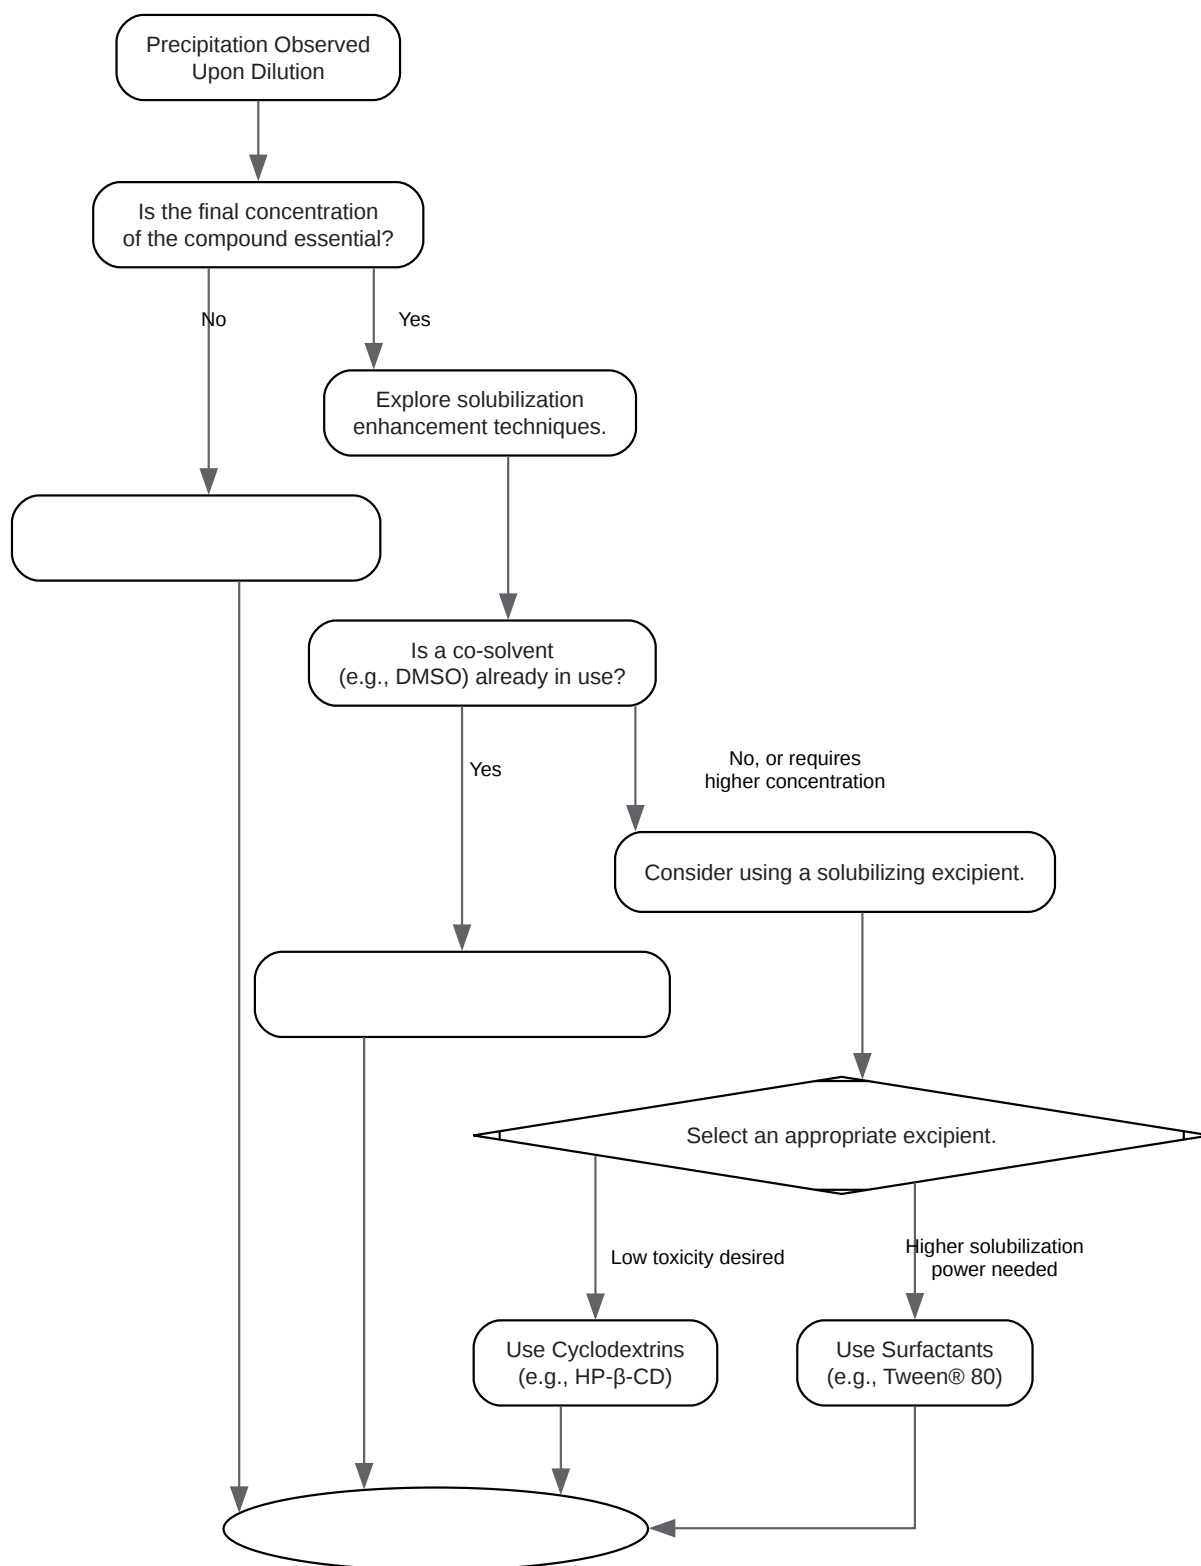 Precipitation Observed
Upon Dilution
Is the final concentration
of the compound essential?
No
Yes
Explore solubilization
enhancement techniques.
Is a co-solvent
(e.g., DMSO) already in use?
Yes
No, or requires
higher concentration
Consider using a solubilizing excipient.
Select an appropriate excipient.
Low toxicity desired
Higher solubilization
power needed
Use Cyclodextrins
(e.g., HP-β-CD)
Use Surfactants
(e.g., Tween® 80)